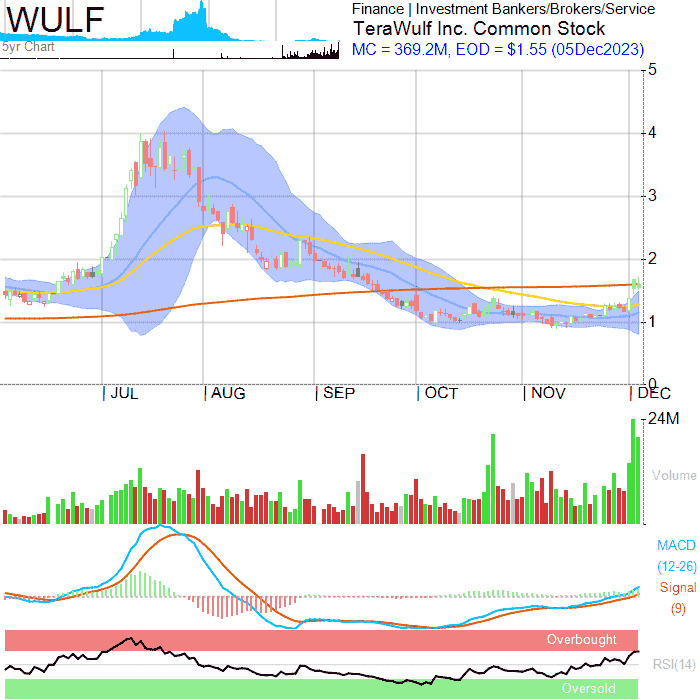 WULF
5yr Chart
Finance | Investment Bankers/Brokers/Service
TeraWulf Inc. Common Stock
MC = 369.2M, EOD = $1.55 (05Dec2023)
5
4
3
2
1
0
JUL AUG SEP OCT NOV DEC
24M
Volume
MACD
(12-26)
Signal
(9)
Overbought
RSI(14)
Oversold